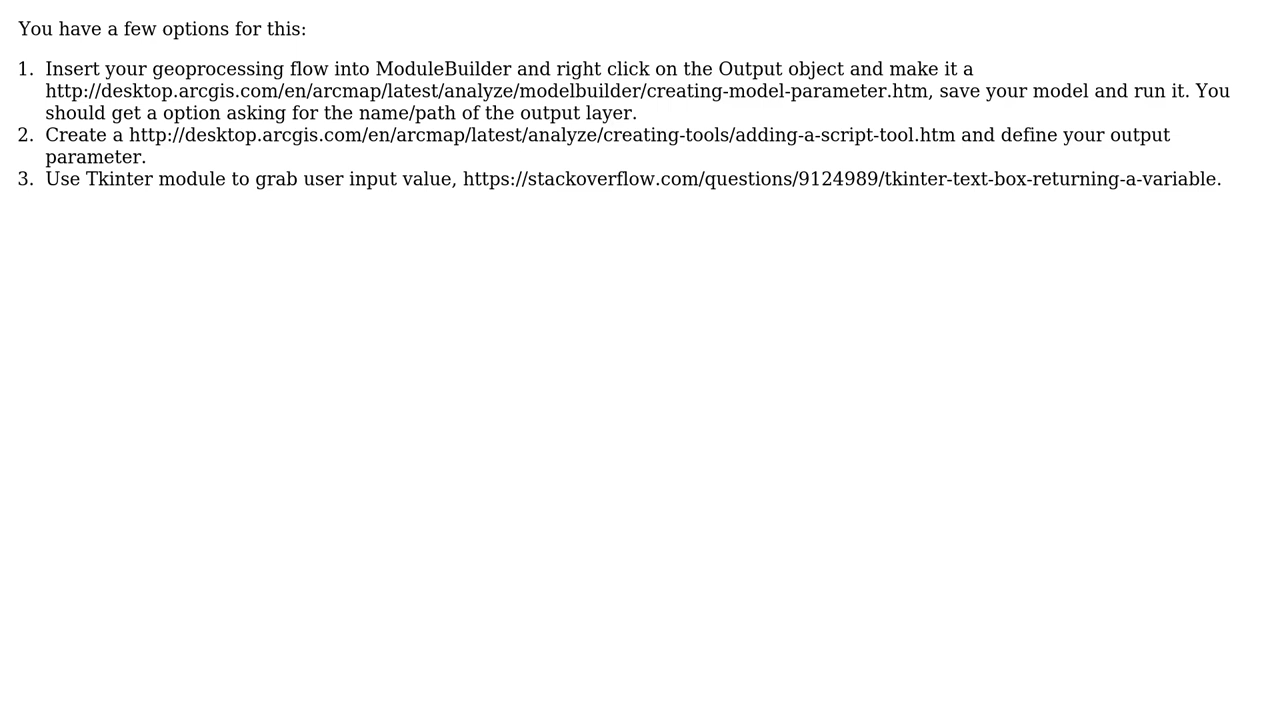 You have a few options for this:
1. Insert your geoprocessing flow into ModuleBuilder and right click on the Output object and make it a
http://desktop.arcgis.com/en/arcmap/latest/analyze/modelbuilder/creating-model-parameter.htm, save your model and run it. You
should get a option asking for the name/path of the output layer.
2. Create a http://desktop.arcgis.com/en/arcmap/latest/analyze/creating-tools/adding-a-script-tool.htm and define your output
parameter.
3. Use Tkinter module to grab user input value, https://stackoverflow.com/questions/9124989/tkinter-text-box-returning-a-variable.